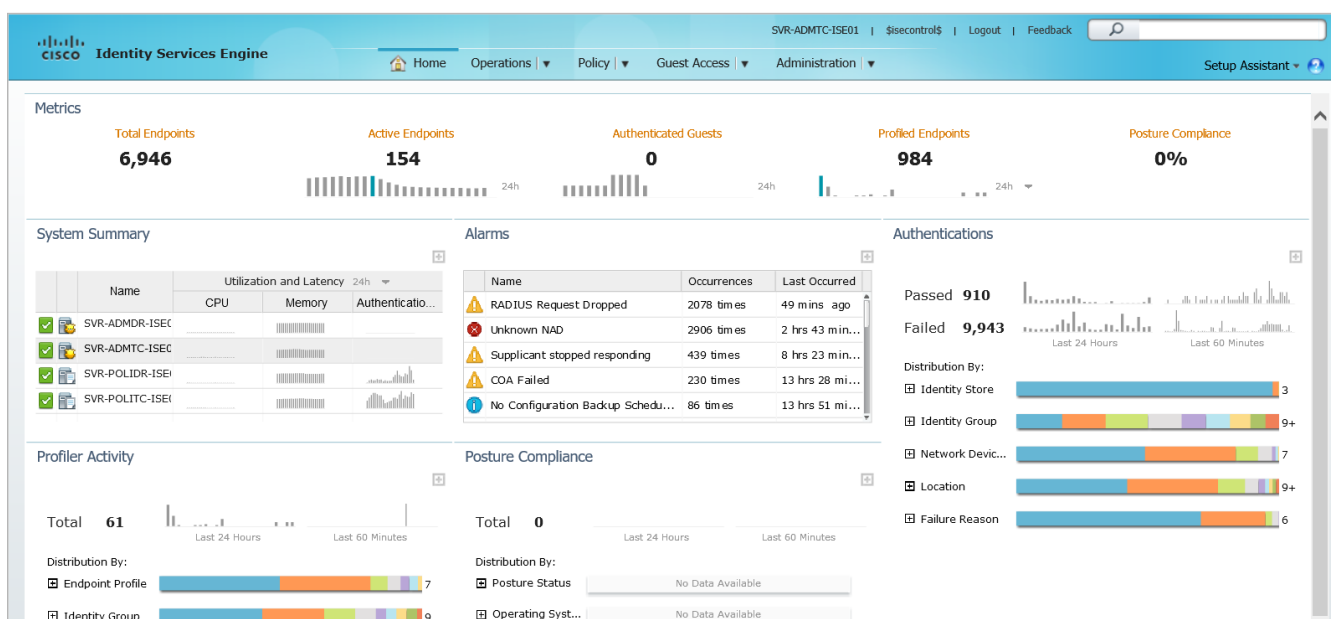 SVR-ADMTC-ISE01 | $isecontrol$ | Logout | Feedback
CISCO Identity Services Engine
Home Operations Policy Guest Access Administration
Setup Assistant
Metrics
Total Endpoints Active Endpoints Authenticated Guests Profiled Endpoints Posture Compliance
6,946 154 0 984 0%
24h 24h 24h
System Summary
Name Utilization and Latency 24h
CPU Memory Authenticatio...
SVR-ADMDR-ISE0
SVR-ADMTC-ISE0
SVR-POLIDR-ISE
SVR-POLITC-ISE
Alarms
Name Occurrences Last Occurred
RADIUS Request Dropped 2078 times 49 mins ago
Unknown NAD 2906 times 2 hrs 43 min...
Supplicant stopped responding 439 times 8 hrs 23 min...
COA Failed 230 times 13 hrs 28 mi...
No Configuration Backup Schedu... 86 times 13 hrs 51 mi...
Authentications
Passed 910
Failed 9,943
Last 24 Hours Last 60 Minutes
Distribution By:
Identity Store 3
Identity Group 9+
Network Devic... 7
Location 9+
Failure Reason 6
Profiler Activity
Total 61
Last 24 Hours Last 60 Minutes
Distribution By:
Endpoint Profile 7
Identity Group 9
Posture Compliance
Total 0
Last 24 Hours Last 60 Minutes
Distribution By:
Posture Status No Data Available
Operating Syst... No Data Available